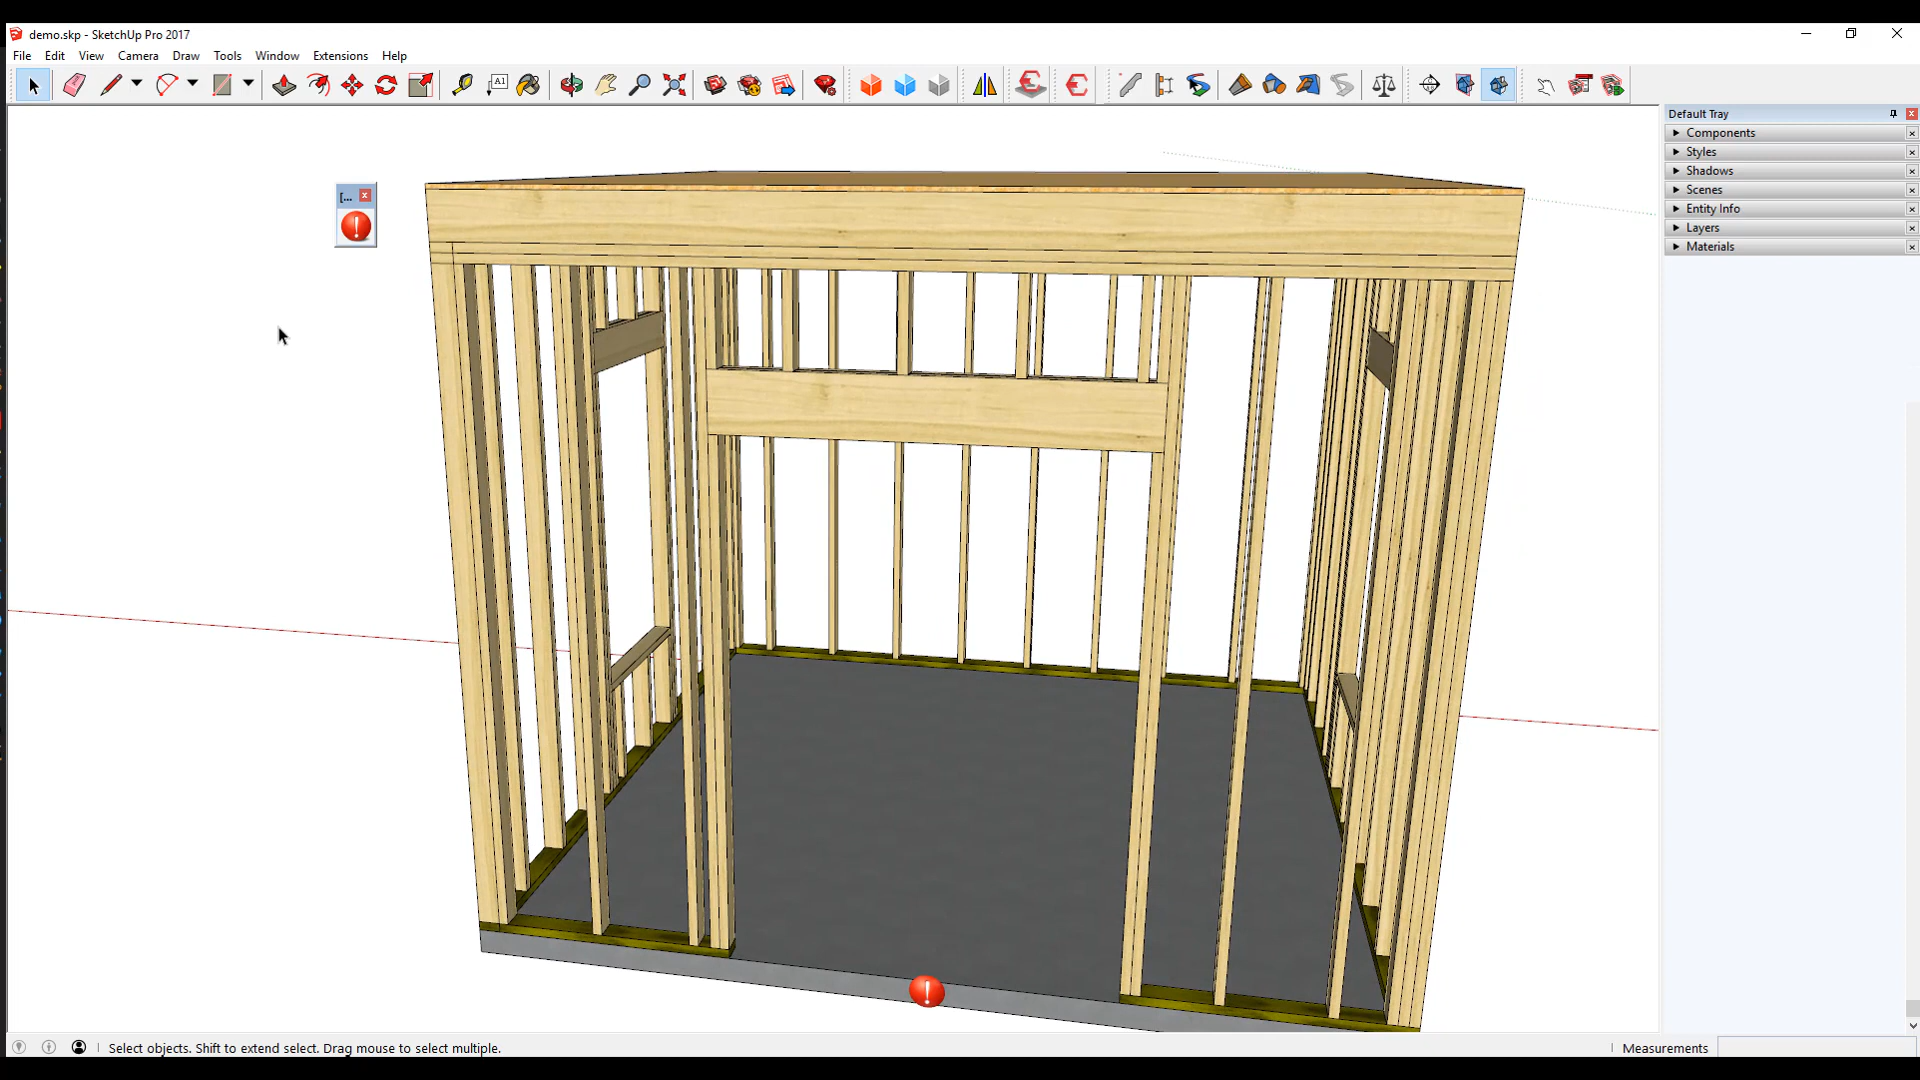 demo.skp - SketchUp Pro 2017
File Edit View Camera Draw Tools Window Extensions Help
A1
Default Tray
Components
Styles
Shadows
Scenes
Entity Info
Layers
Materials
[...
Select objects. Shift to extend select. Drag mouse to select multiple.
Measurements